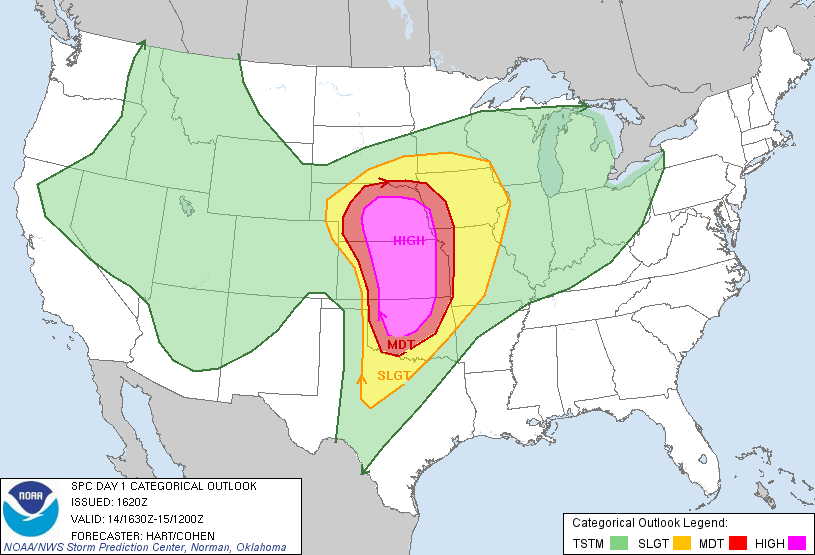 HIGH
MDT
SLGT
NOAA
SPC DAY 1 CATEGORICAL OUTLOOK
ISSUED: 1620Z
VALID: 14/1630Z-15/1200Z
FORECASTER: HART/COHEN
NOAA/NWS Storm Prediction Center, Norman, Oklahoma
Categorical Outlook Legend:
TSTM SLGT MDT HIGH